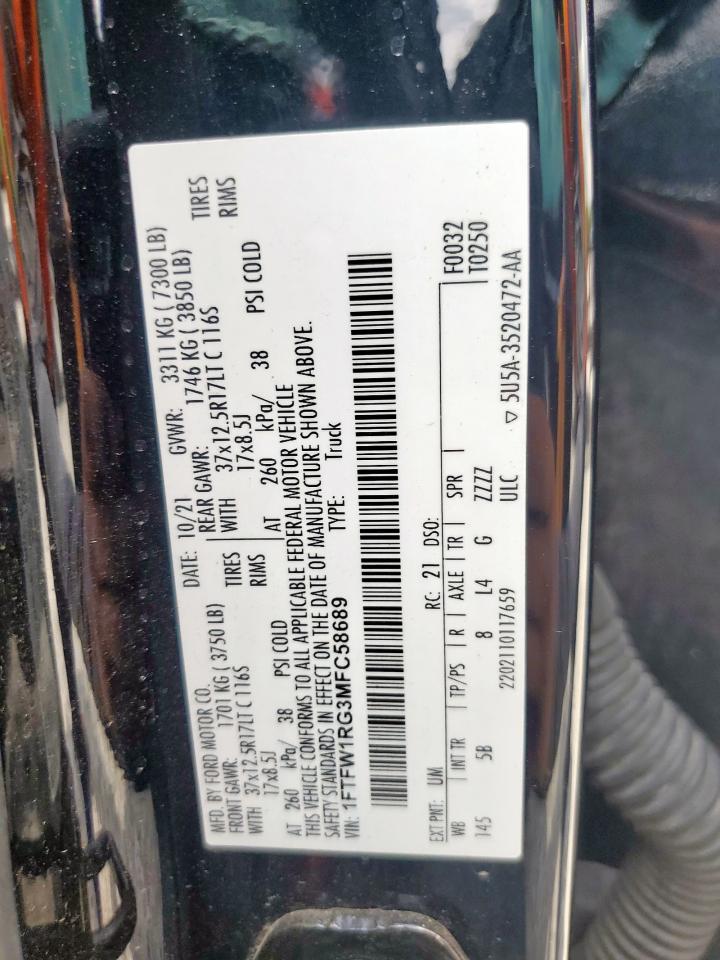 MFD. BY FORD MOTOR CO.
DATE: 10/21 GVWR: 3311 KG ( 7300 LB)
FRONT GAWR: 1701 KG ( 3750 LB) REAR GAWR: 1746 KG ( 3850 LB)
WITH 37x12.5R17LT C 116S TIRES WITH 37x12.5R17LT C 116S TIRES
17x8.5J RIMS 17x8.5J RIMS
AT 260 kPa/ 38 PSI COLD AT 260 kPa/ 38 PSI COLD
THIS VEHICLE CONFORMS TO ALL APPLICABLE FEDERAL MOTOR VEHICLE
SAFETY STANDARDS IN EFFECT ON THE DATE OF MANUFACTURE SHOWN ABOVE.
VIN: 1FTFW1RG3MFC58689 TYPE: Truck
EXT PNT: UM RC: 21 DSO: F0032
WB INT TR TP/PS R AXLE TR SPR T0250
145 5B 8 L4 G ZZZZ
22021101117659 ULC ▽ 5U5A-3520472-AA